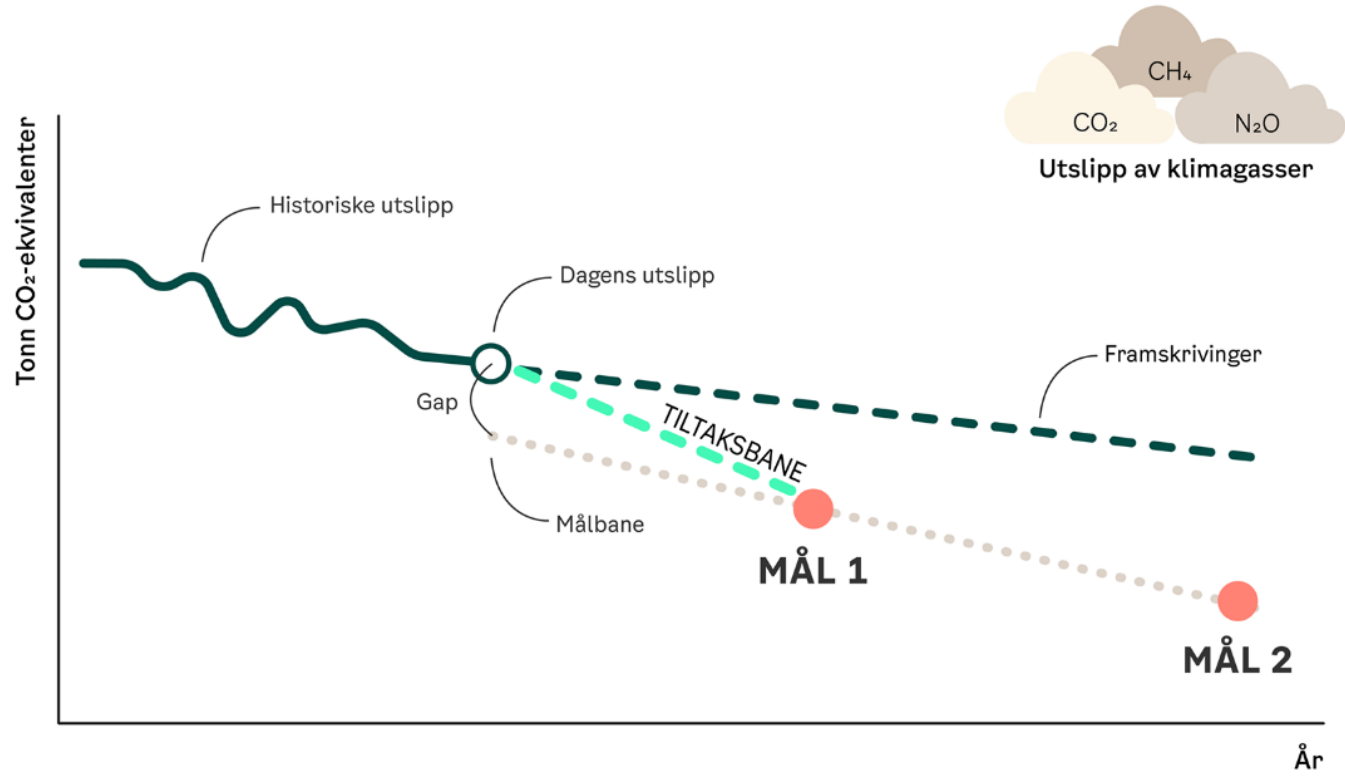 CH₄
CO₂
N₂O
Utslipp av klimagasser
Tonn CO₂-ekvivalenter
Historiske utslipp
Dagens utslipp
Framskrivinger
Gap
TILTAKSBANE
Målbane
MÅL 1
MÅL 2
År